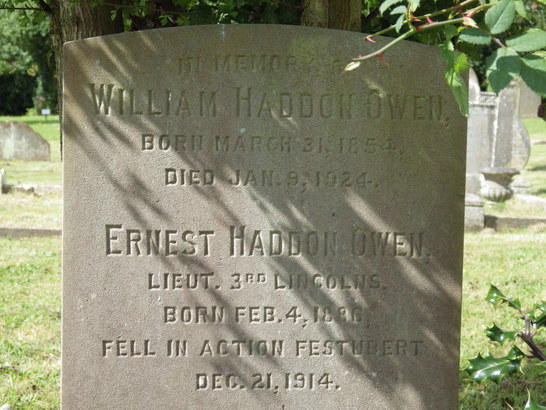 IN MEMORY OF
WILLIAM HADDON OWEN,
BORN MARCH 31, 1854,
DIED JAN. 9, 1924.
ERNEST HADDON OWEN,
LIEUT. 3RD LINCOLNS.
BORN FEB. 4, 1886,
FELL IN ACTION FESTUBERT
DEC. 21, 1914.